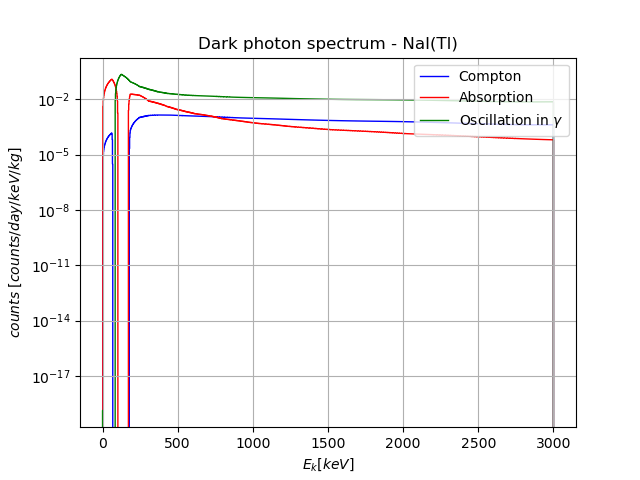 Dark photon spectrum - NaI(Tl)
Compton
Absorption
Oscillation in γ
counts [counts/day/keV/kg]
10⁻²
10⁻⁵
10⁻⁸
10⁻¹¹
10⁻¹⁴
10⁻¹⁷
0 500 1000 1500 2000 2500 3000
E_k[keV]